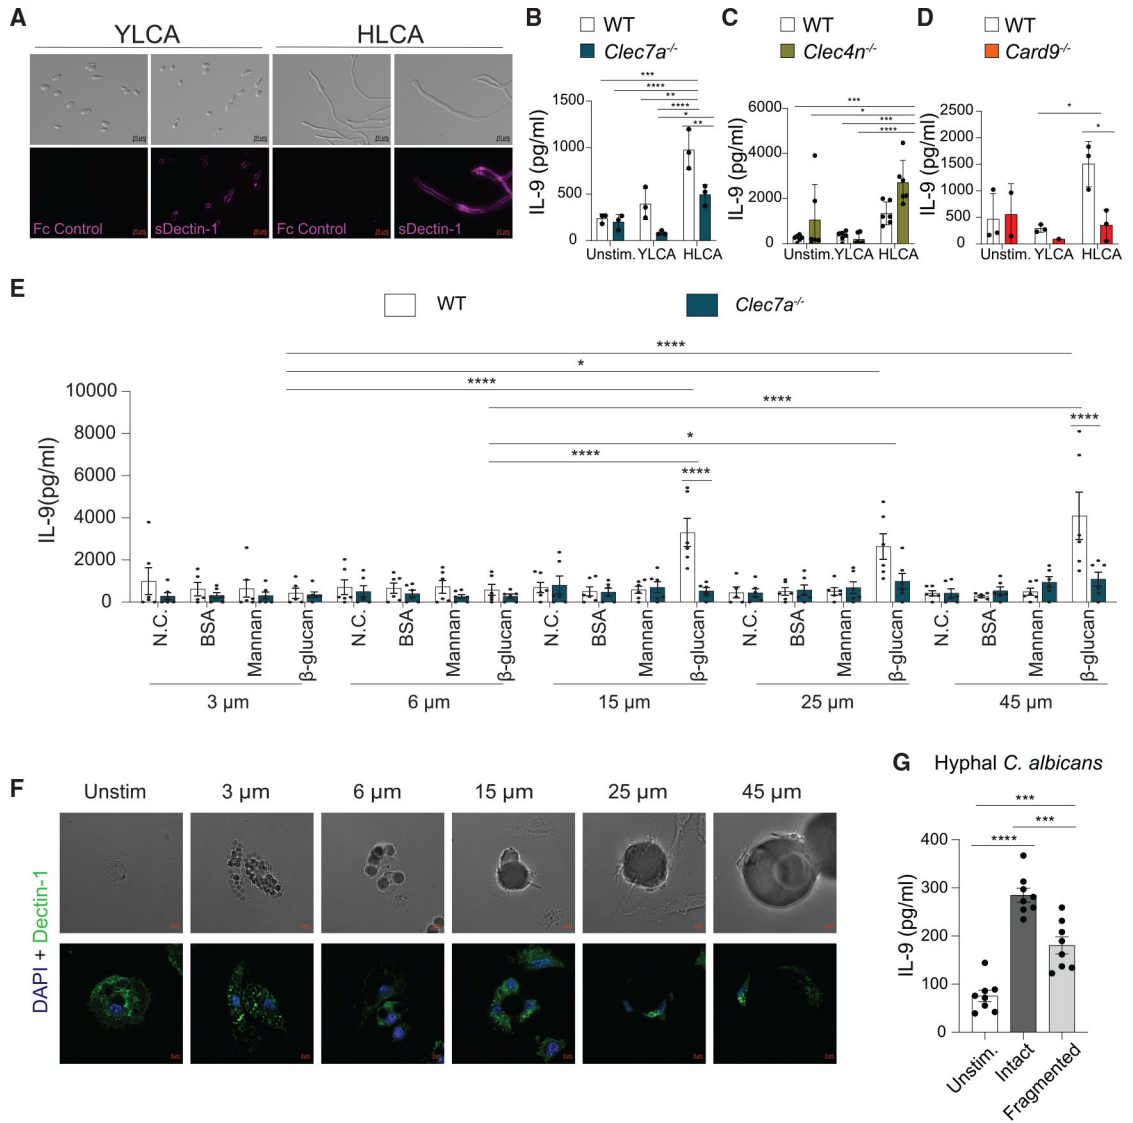 A
YLCA
HLCA
Fc Control
sDectin-1
Fc Control
sDectin-1
B
WT
Clec7a-/-
***
****
**
****
*
**
IL-9 (pg/ml)
1500
1000
500
0
Unstim. YLCA HLCA
C
WT
Clec4n-/-
***
*
***
****
IL-9 (pg/ml)
6000
4000
2000
0
Unstim. YLCA HLCA
D
WT
Card9-/-
*
*
IL-9 (pg/ml)
2500
2000
1500
1000
500
0
Unstim. YLCA HLCA
E
WT
Clec7a-/-
****
*
****
****
****
*
****
****
IL-9(pg/ml)
10000
8000
6000
4000
2000
0
N.C. BSA Mannan β-glucan N.C. BSA Mannan β-glucan N.C. BSA Mannan β-glucan N.C. BSA Mannan β-glucan N.C. BSA Mannan β-glucan
3 μm 6 μm 15 μm 25 μm 45 μm
F
Unstim 3 μm 6 μm 15 μm 25 μm 45 μm
DAPI + Dectin-1
G
Hyphal C. albicans
***
***
****
IL-9 (pg/ml)
400
300
200
100
0
Unstim. Intact Fragmented